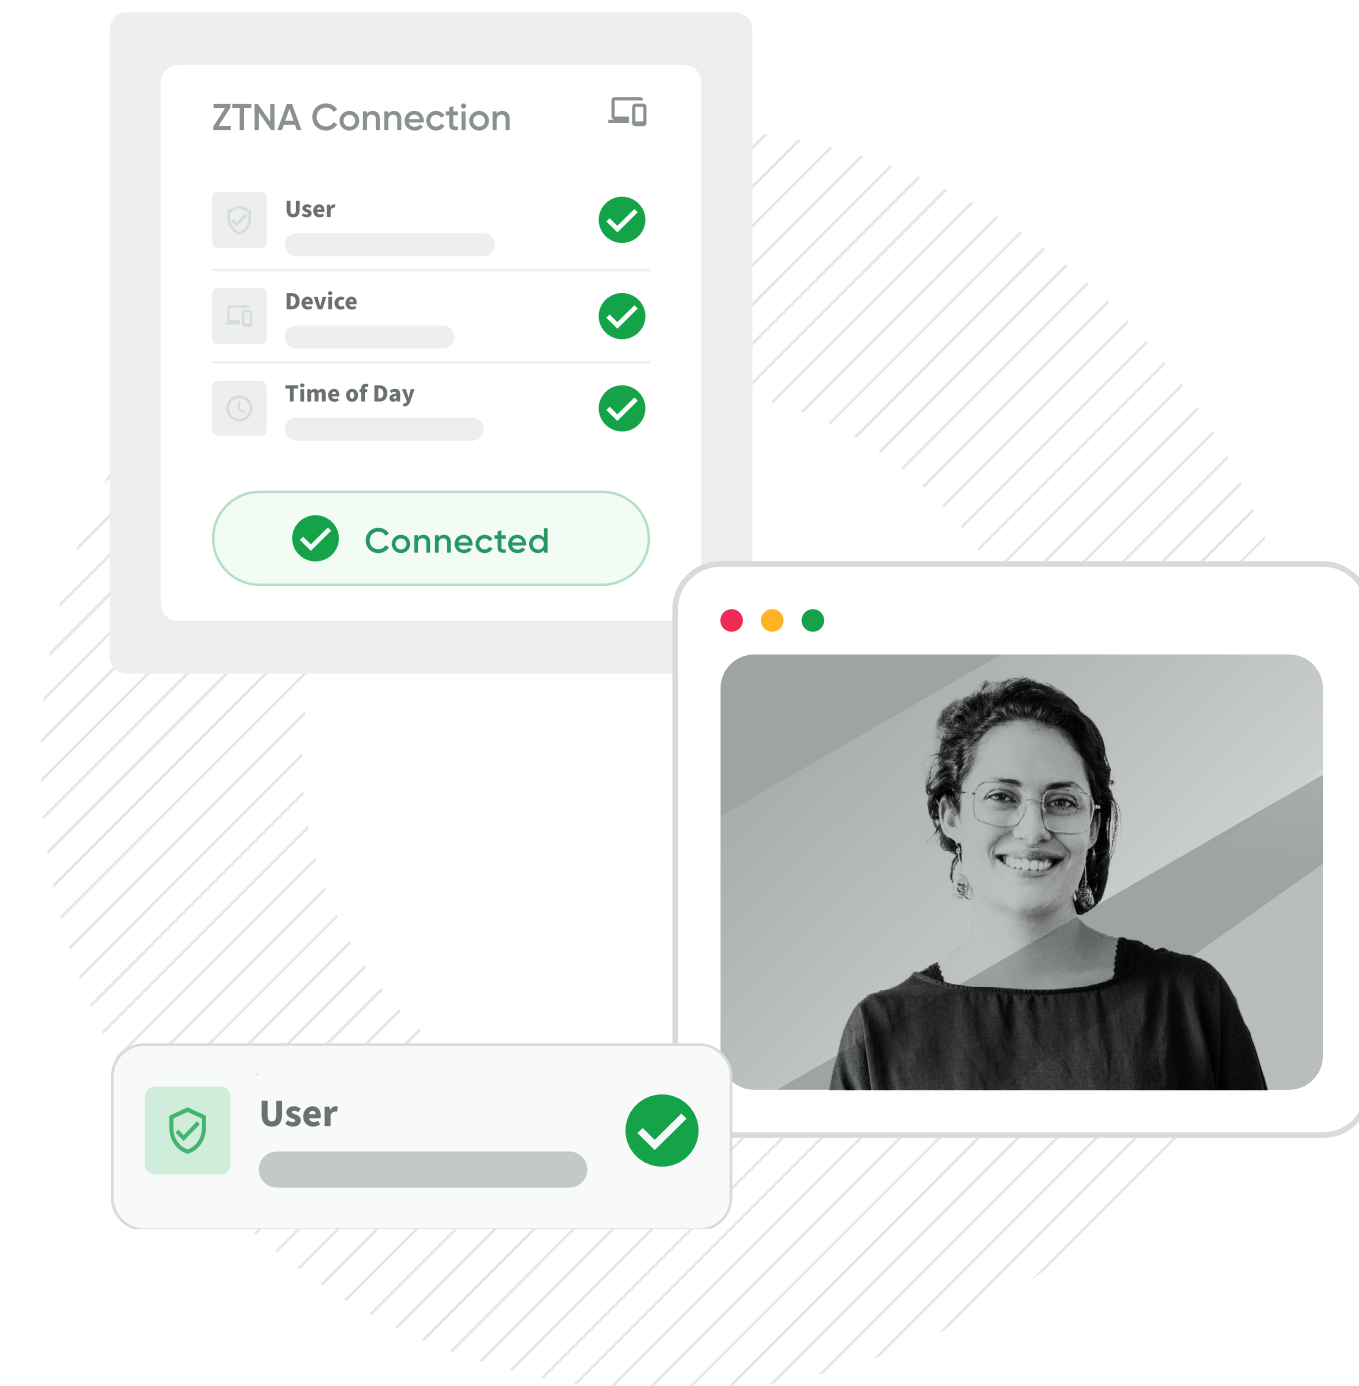 ZTNA Connection
User
Device
Time of Day
Connected
User